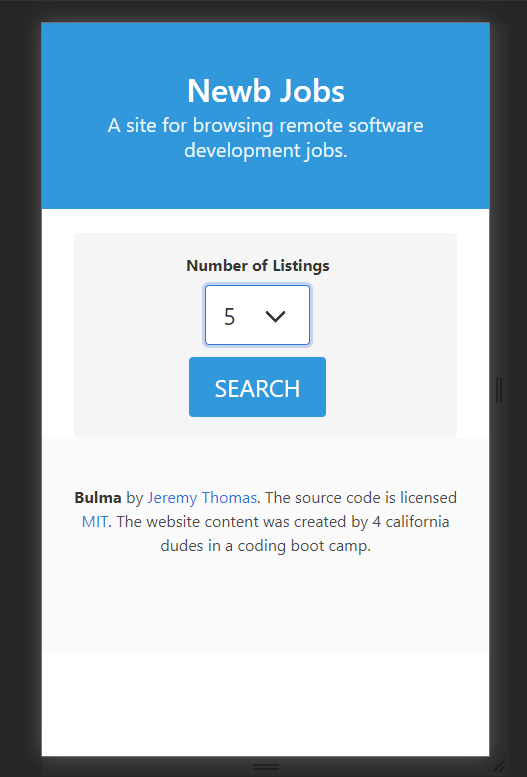 Newb Jobs
A site for browsing remote software
development jobs.
Number of Listings
5
SEARCH
Bulma by Jeremy Thomas. The source code is licensed
MIT. The website content was created by 4 california
dudes in a coding boot camp.